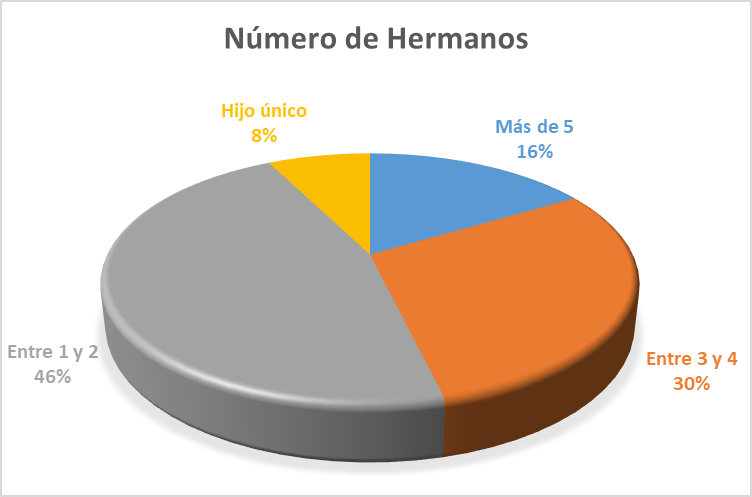 Número de Hermanos
Hijo único
8%
Más de 5
16%
Entre 1 y 2
46%
Entre 3 y 4
30%